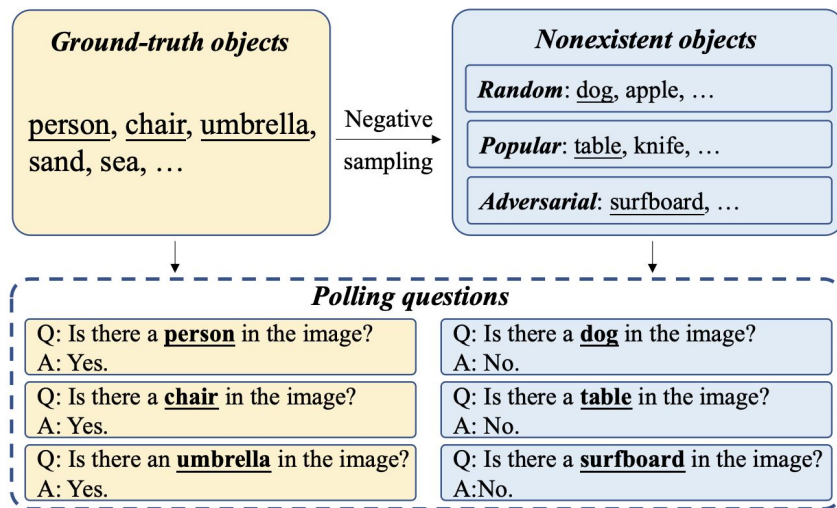 Ground-truth objects
person, chair, umbrella,
sand, sea, …
Negative
sampling
Nonexistent objects
Random: dog, apple, …
Popular: table, knife, …
Adversarial: surfboard, …
Polling questions
Q: Is there a person in the image?
A: Yes.
Q: Is there a chair in the image?
A: Yes.
Q: Is there an umbrella in the image?
A: Yes.
Q: Is there a dog in the image?
A: No.
Q: Is there a table in the image?
A: No.
Q: Is there a surfboard in the image?
A:No.